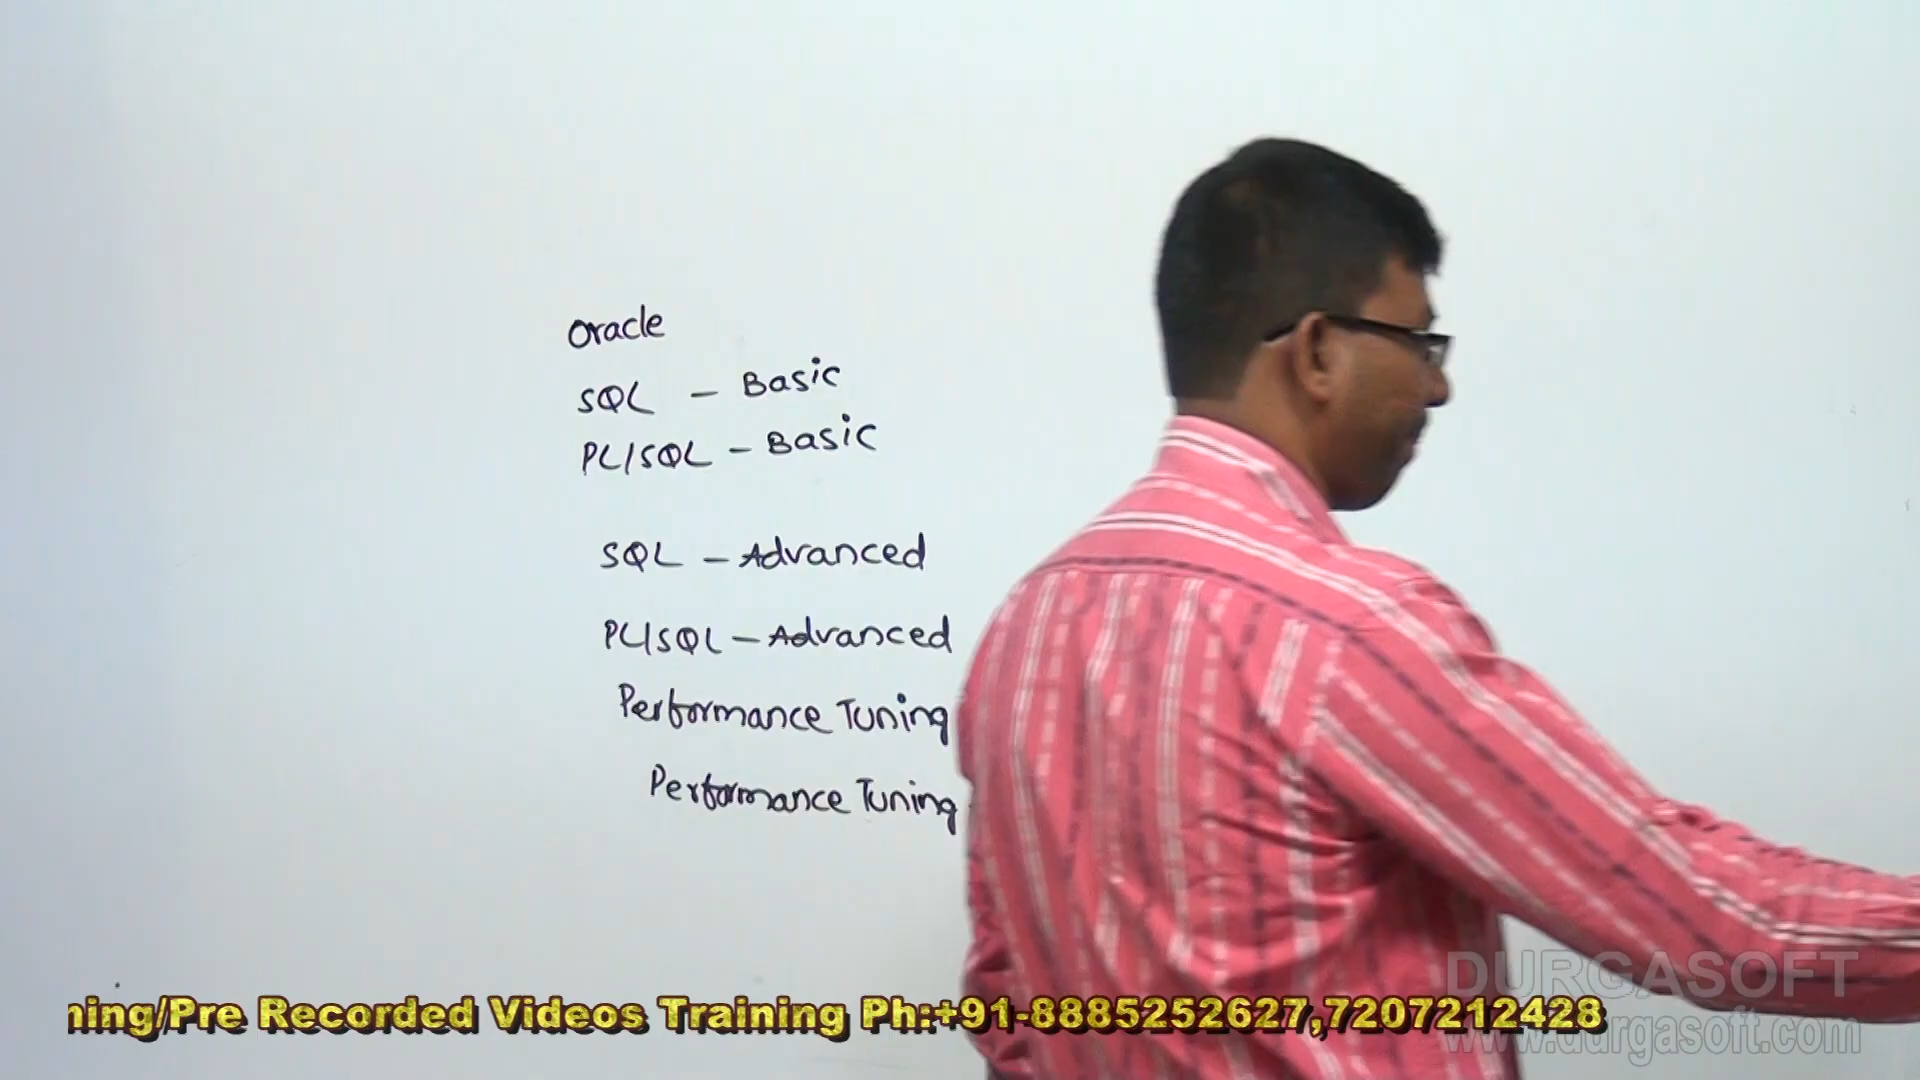 Oracle
SQL - Basic
PL/SQL - Basic
SQL - Advanced
PL/SQL - Advanced
Performance Tuning
Performance Tuning
DURGASOFT
ning/Pre Recorded Videos Training Ph:+91-8885252627,7207212428
www.durgasoft.com